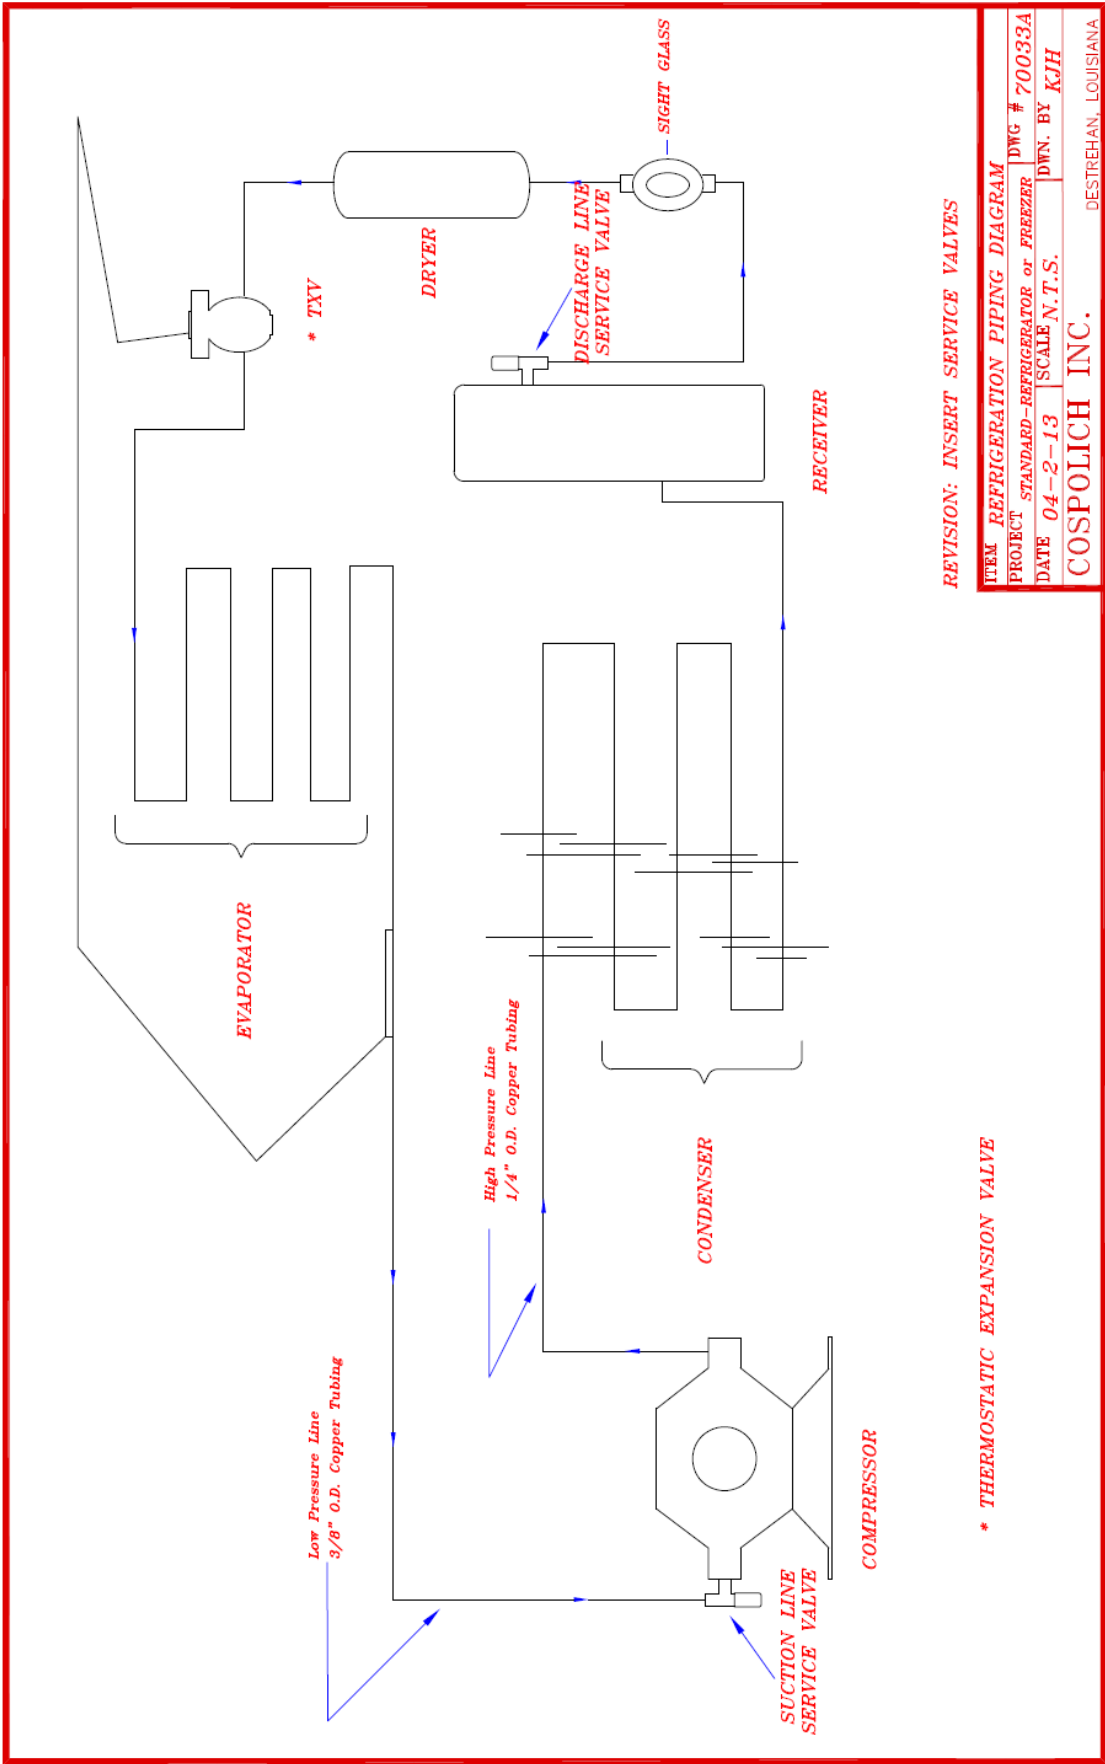 Low Pressure Line
3/8" O.D. Copper Tubing
EVAPORATOR
* TXV
DRYER
SIGHT GLASS
High Pressure Line
1/4" O.D. Copper Tubing
DISCHARGE LINE
SERVICE VALVE
CONDENSER
RECEIVER
SUCTION LINE
SERVICE VALVE
COMPRESSOR
* THERMOSTATIC EXPANSION VALVE
REVISION: INSERT SERVICE VALVES
ITEM REFRIGERATION PIPING DIAGRAM
PROJECT STANDARD-REFRIGERATOR or FREEZER DWG # 70033A
DATE 04-2-13 SCALE N.T.S. DWN. BY KJH
COSPOLICH INC. DESTREHAN, LOUISIANA